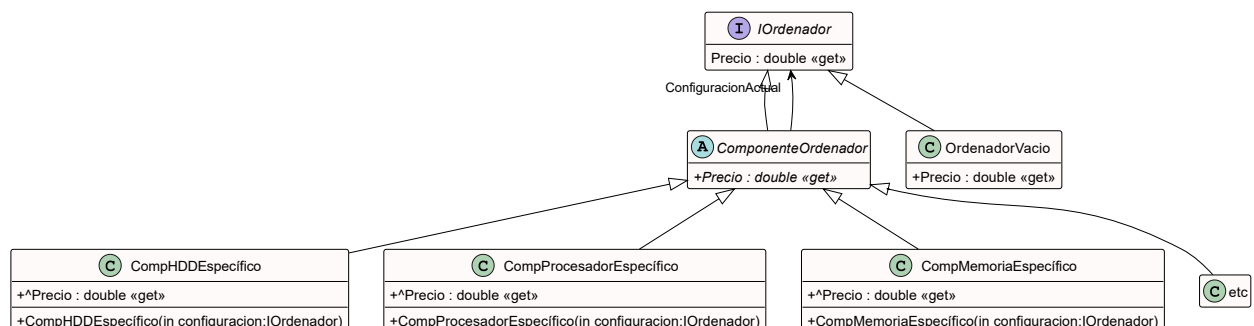 I IOrdenador
Precio : double «get»
ConfiguracionActual
A ComponenteOrdenador
+Precio : double «get»
C OrdenadorVacio
+Precio : double «get»
C CompHDDEspecífico
+^Precio : double «get»
+CompHDDEspecífico(in configuracion:IOrdenador)
C CompProcesadorEspecífico
+^Precio : double «get»
+CompProcesadorEspecífico(in configuracion:IOrdenador)
C CompMemoriaEspecífico
+^Precio : double «get»
+CompMemoriaEspecífico(in configuracion:IOrdenador)
C etc